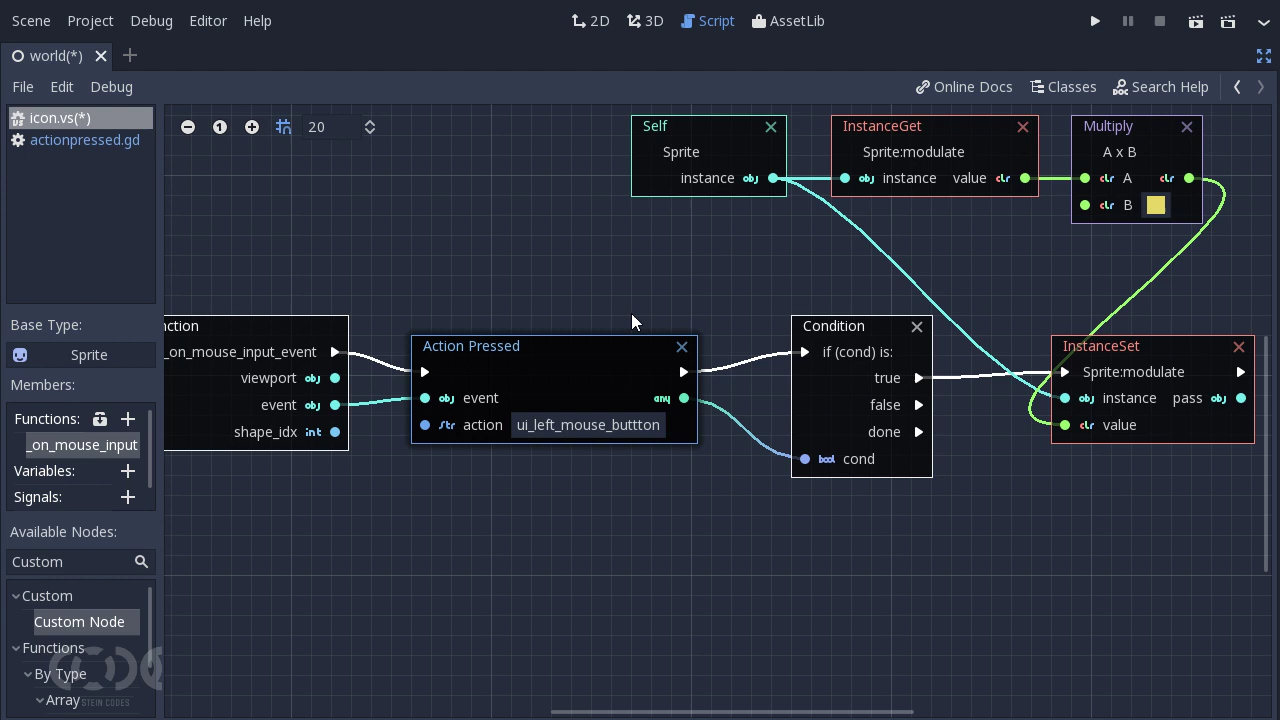 Scene Project Debug Editor Help 2D 3D Script AssetLib
world(*)
File Edit Debug Online Docs Classes Search Help
icon.vs(*)
actionpressed.gd
Base Type:
Sprite
Members:
Functions:
_on_mouse_input
Variables:
Signals:
Available Nodes:
Custom
Custom
Custom Node
Functions
By Type
Array
STEIN CODES
1 20
Self
Sprite
instance obj
InstanceGet
Sprite:modulate
obj instance value clr
Multiply
A x B
clr A clr
clr B
nction
_on_mouse_input_event
viewport obj
event obj
shape_idx int
Action Pressed
obj event any
Str action ui_left_mouse_buttton
Condition
if (cond) is:
true
false
done
bool cond
InstanceSet
Sprite:modulate
obj instance pass obj
clr value